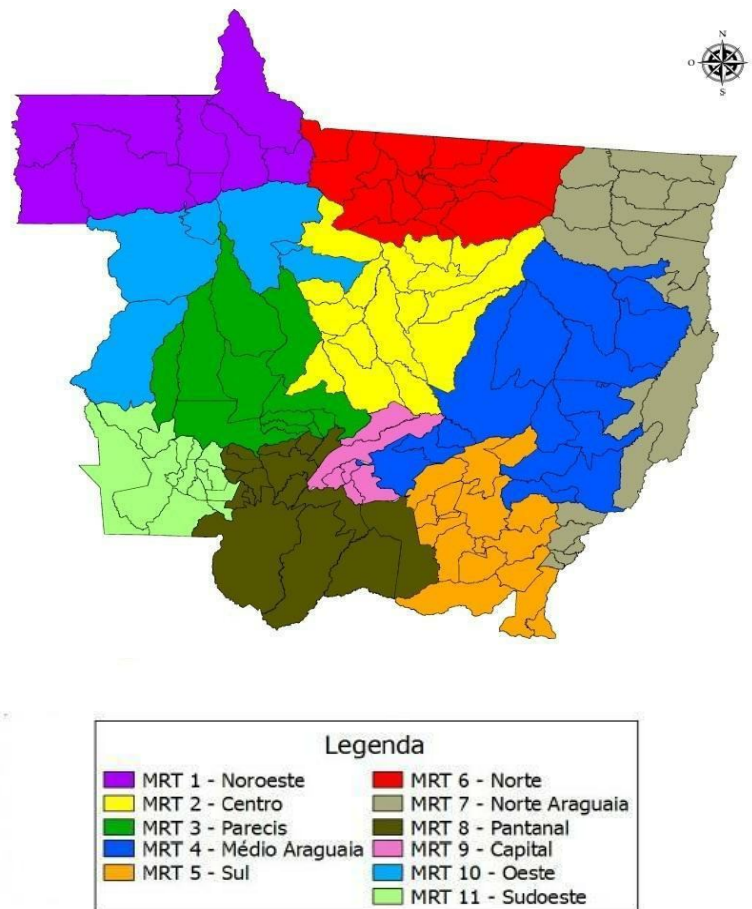 N
O
S
Legenda
MRT 1 - Noroeste
MRT 2 - Centro
MRT 3 - Parecis
MRT 4 - Médio Araguaia
MRT 5 - Sul
MRT 6 - Norte
MRT 7 - Norte Araguaia
MRT 8 - Pantanal
MRT 9 - Capital
MRT 10 - Oeste
MRT 11 - Sudoeste